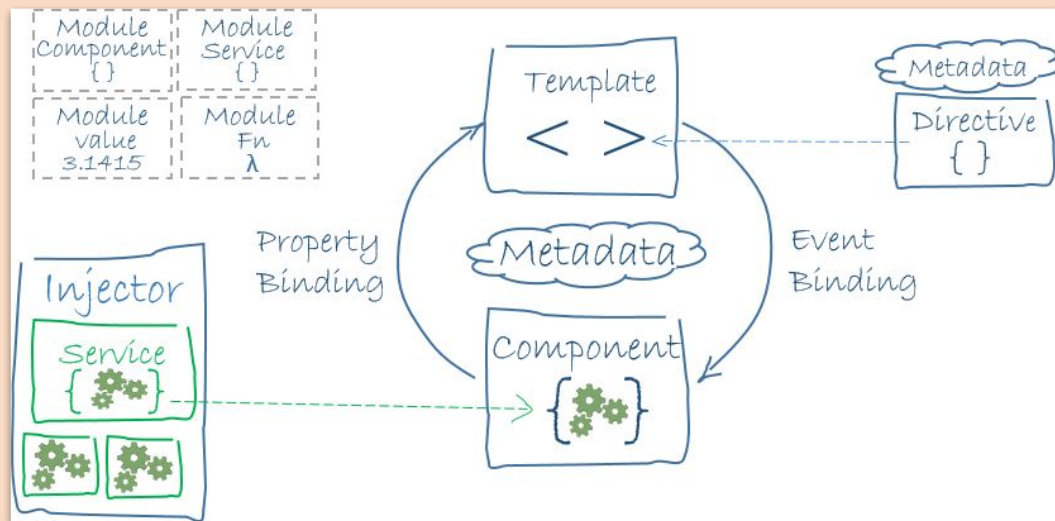 Module
Component
{ }
Module
Service
{ }
Module
value
3.1415
Module
Fn
λ
Template
< >
Metadata
Directive
{ }
Property
Binding
Metadata
Event
Binding
Injector
Service
{ }
Component
{ }